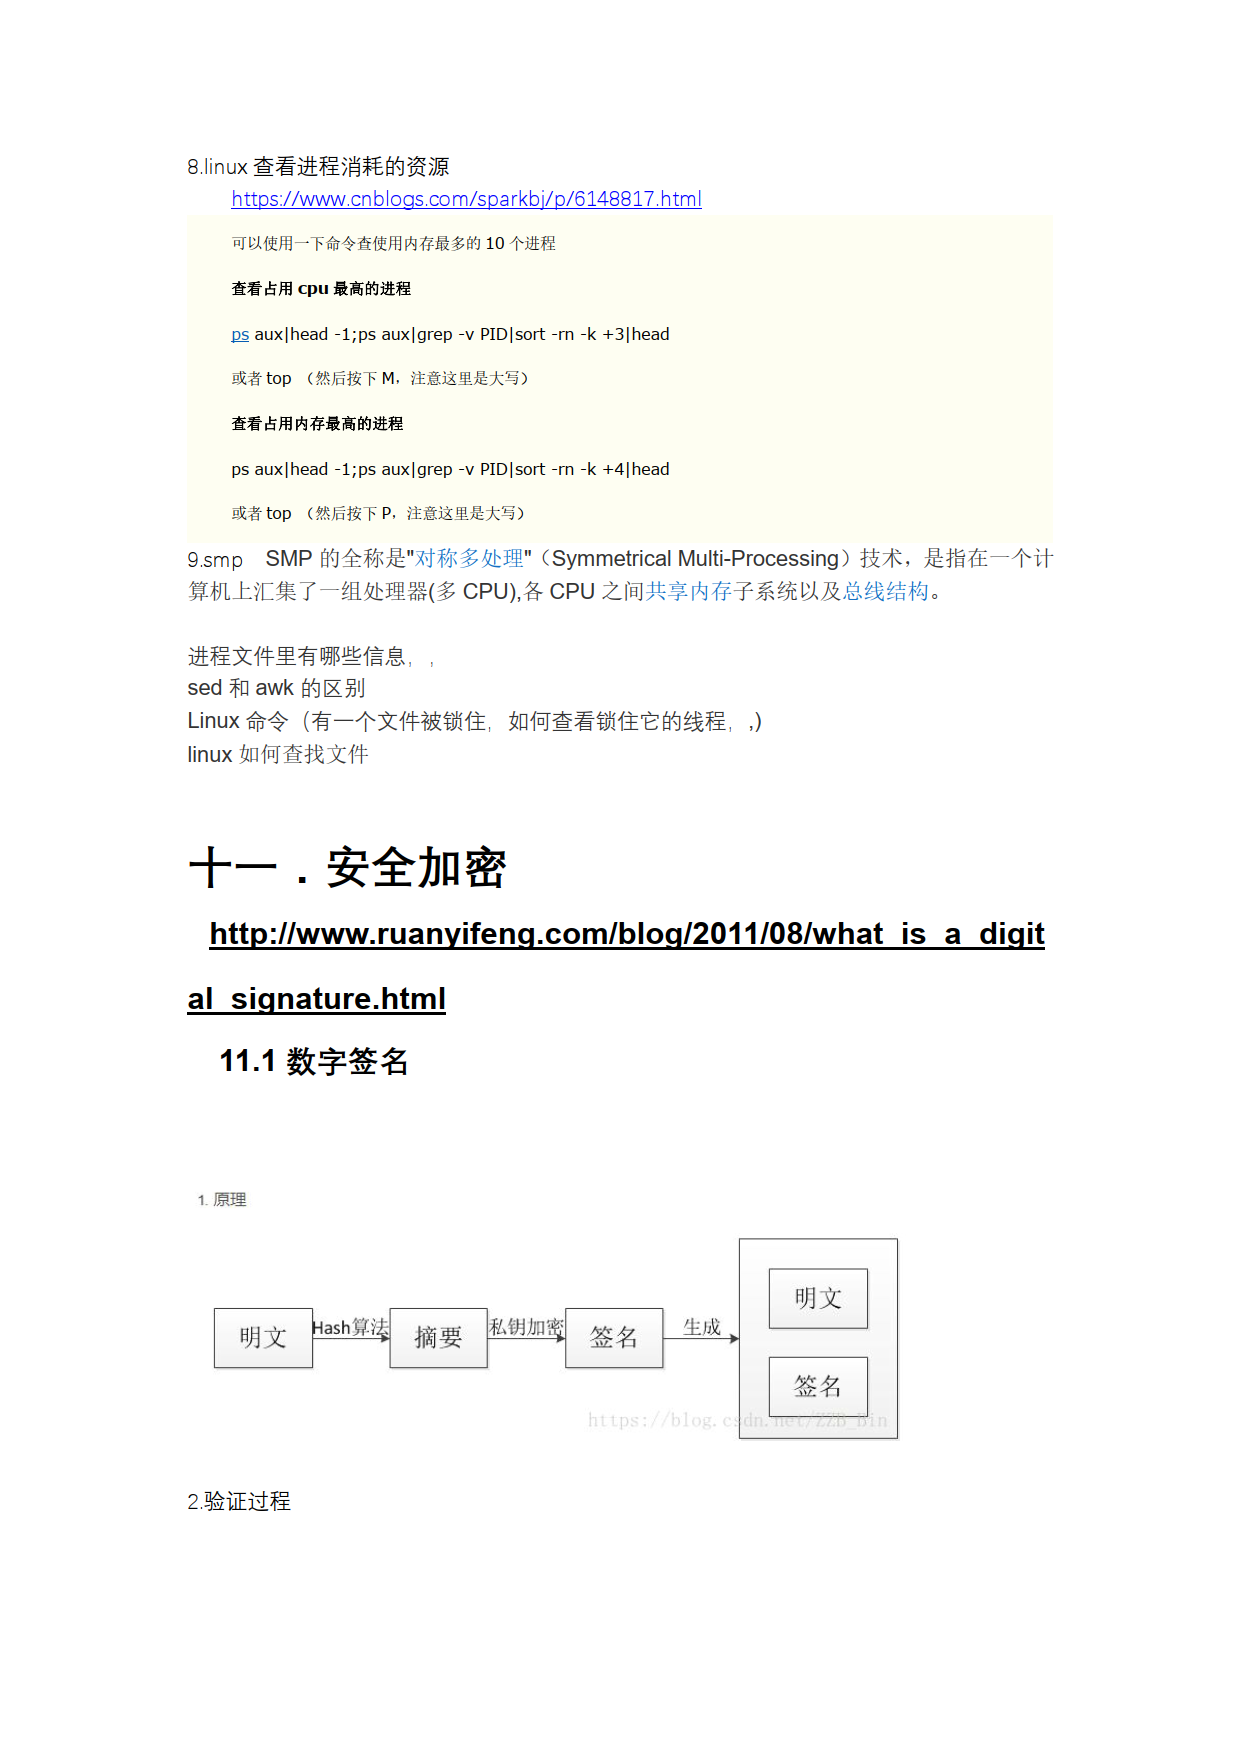 8.linux 查看进程消耗的资源
https://www.cnblogs.com/sparkbj/p/6148817.html
可以使用一下命令查使用内存最多的 10 个进程
查看占用 cpu 最高的进程
ps aux|head -1;ps aux|grep -v PID|sort -rn -k +3|head
或者 top （然后按下 M，注意这里是大写）
查看占用内存最高的进程
ps aux|head -1;ps aux|grep -v PID|sort -rn -k +4|head
或者 top （然后按下 P，注意这里是大写）
9.smp SMP 的全称是"对称多处理"（Symmetrical Multi-Processing）技术，是指在一个计
算机上汇集了一组处理器(多 CPU),各 CPU 之间共享内存子系统以及总线结构。
进程文件里有哪些信息，，
sed 和 awk 的区别
Linux 命令（有一个文件被锁住，如何查看锁住它的线程，,)
linux 如何查找文件
十一．安全加密
http://www.ruanyifeng.com/blog/2011/08/what_is_a_digit
al_signature.html
11.1 数字签名
1. 原理
明文 Hash算法 摘要 私钥加密 签名 生成
明文
签名
https://blog.csdn.net/ZZB_Bin
2.验证过程